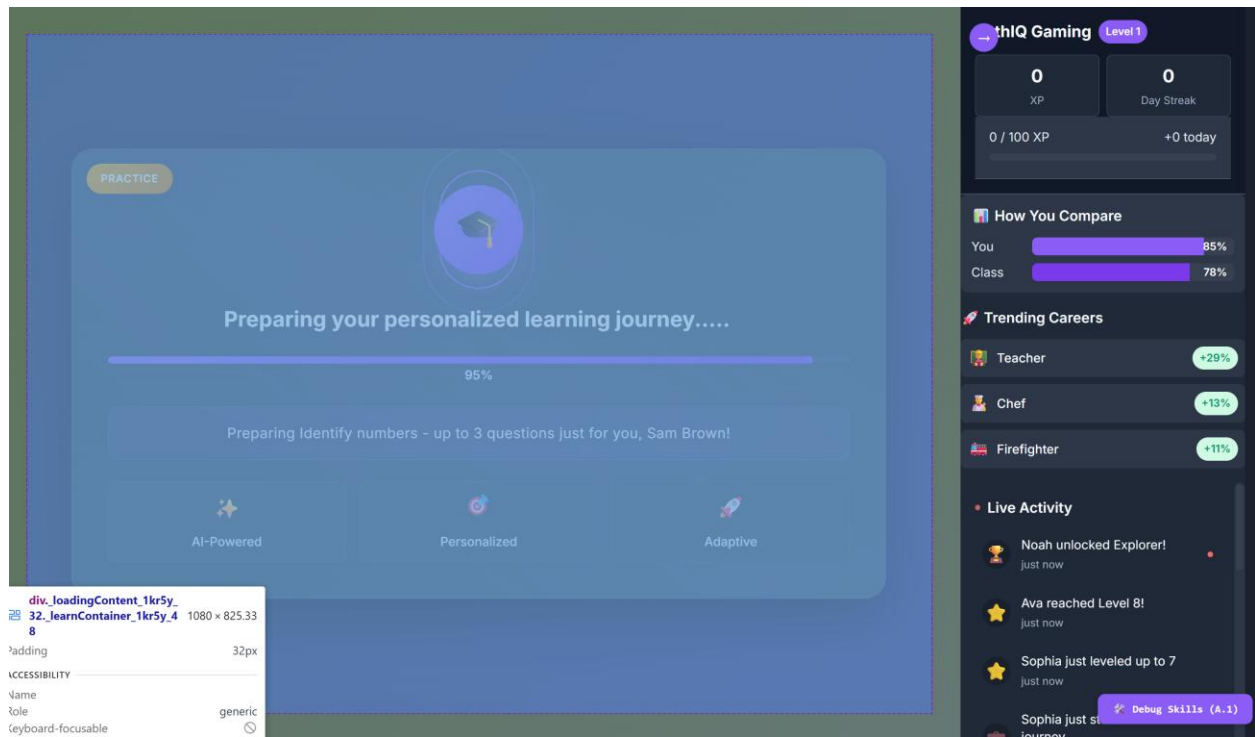 PRACTICE
Preparing your personalized learning journey.....
95%
Preparing Identify numbers - up to 3 questions just for you, Sam Brown!
AI-Powered
Personalized
Adaptive
div._loadingContent_1kr5y_
32._learnContainer_1kr5y_4 1080 × 825.33
8
Padding 32px
ACCESSIBILITY
Name
Role generic
Keyboard-focusable
→ thIQ Gaming Level 1
0 0
XP Day Streak
0 / 100 XP +0 today
How You Compare
You 85%
Class 78%
Trending Careers
Teacher +29%
Chef +13%
Firefighter +11%
• Live Activity
Noah unlocked Explorer!
just now
Ava reached Level 8!
just now
Sophia just leveled up to 7
just now
Debug Skills (A.1)
Sophia just st
journey